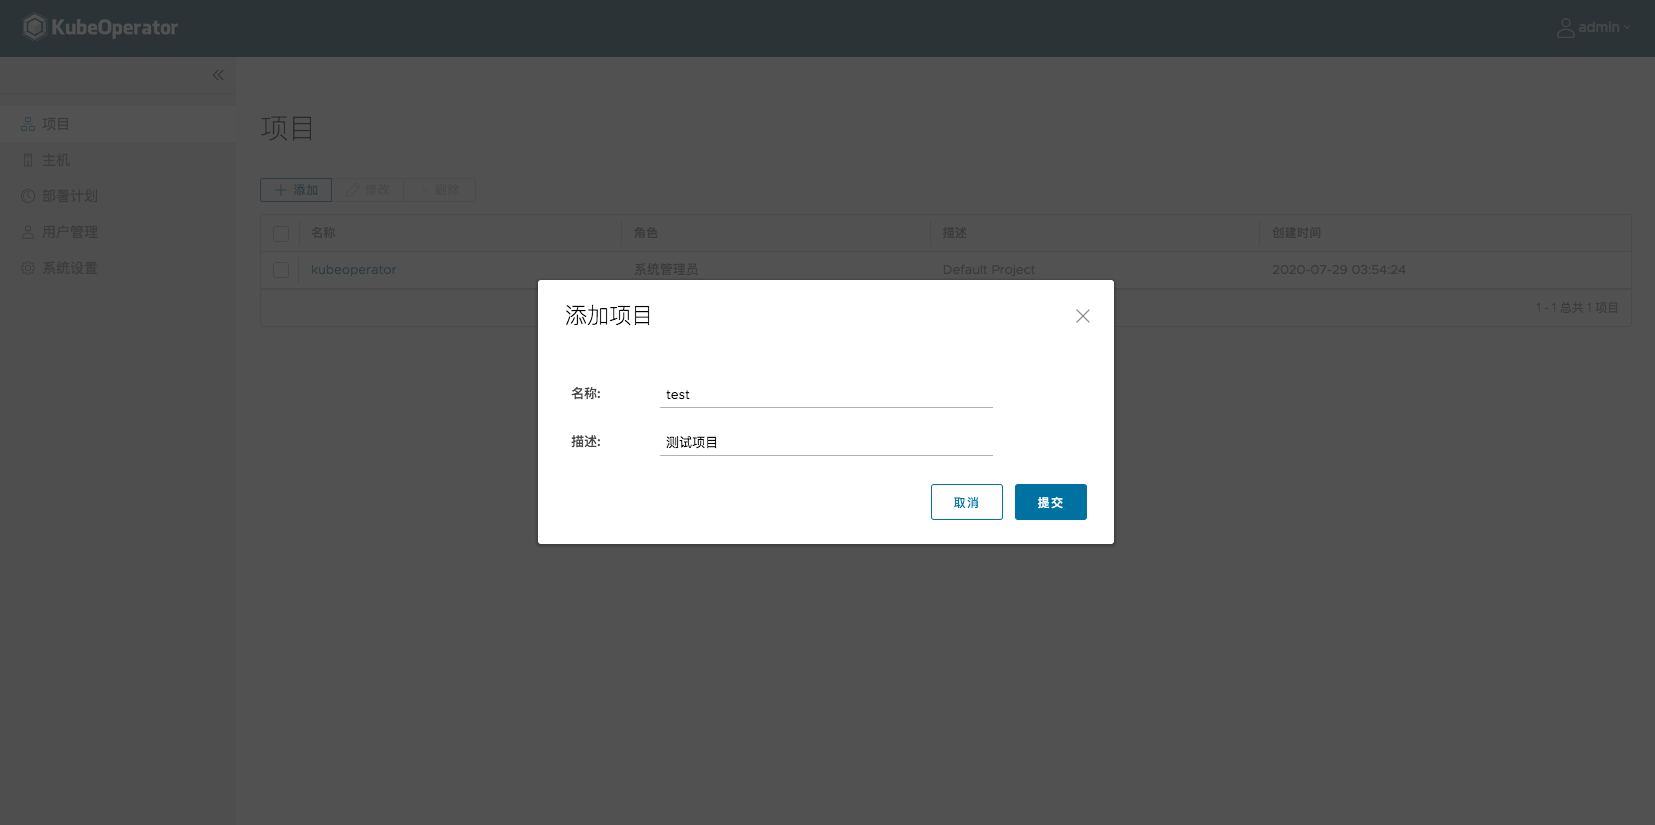 KubeOperator
admin
项目
主机
部署计划
用户管理
系统设置
项目
添加 修改 删除
名称 角色 描述 创建时间
kubeoperator 系统管理员 Default Project 2020-07-29 03:54:24
1 - 1 总共 1 项目
添加项目
名称: test
描述: 测试项目
取消 提交